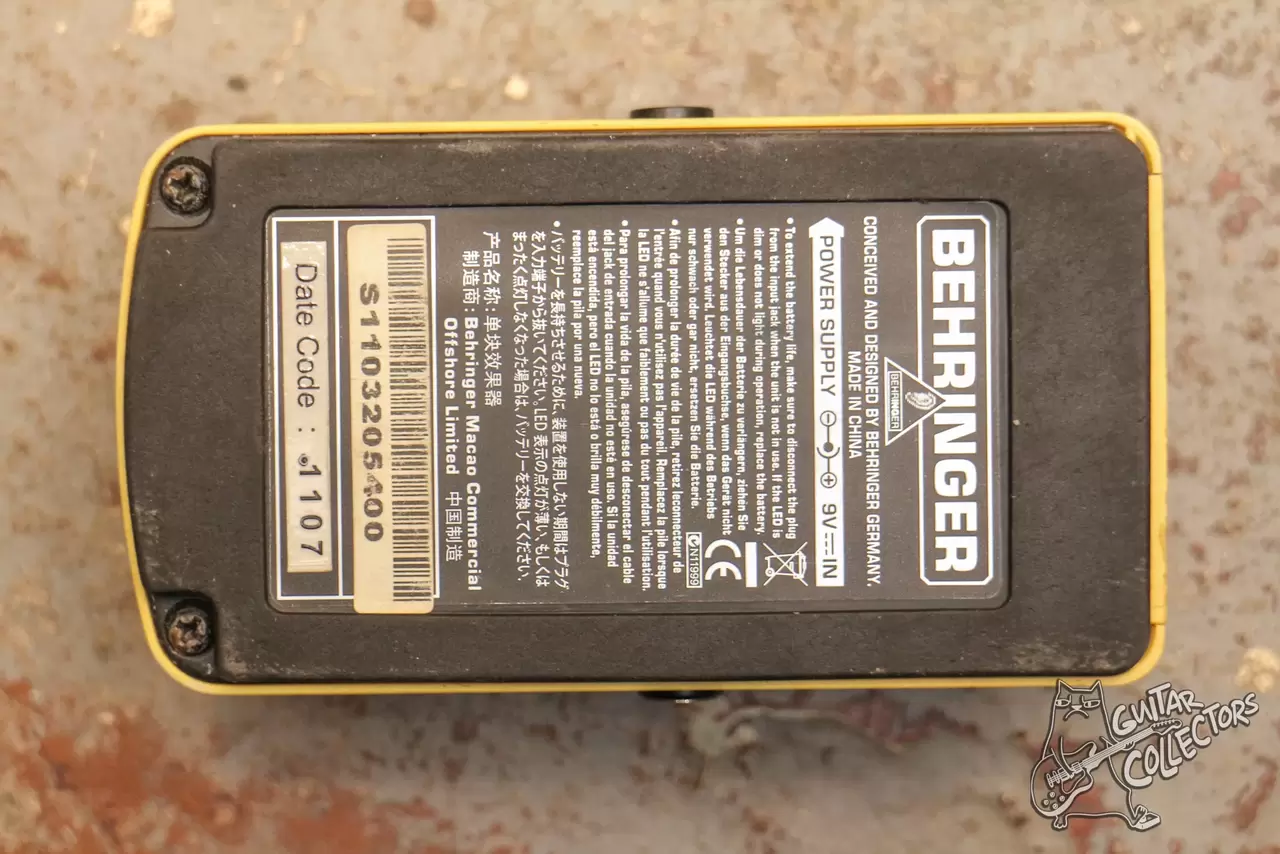 BEHRINGER
BEHRINGER
CONCEIVED AND DESIGNED BY BEHRINGER GERMANY.
MADE IN CHINA
POWER SUPPLY 9V IN
• To extend the battery life, make sure to disconnect the plug
from the input jack when the unit is not in use. If the LED is
dim or does not light during operation, replace the battery.
• Um die Lebensdauer der Batterie zu verlängern, ziehen Sie
den Stecker aus der Eingangsbuchse, wenn das Gerät nicht
verwendet wird. Leuchtet die LED während des Betriebs
nur schwach oder gar nicht, ersetzen Sie die Batterie.
• Afin de prolonger la durée de vie de la pile, retirez leconnecteur de
l'entrée quand vous n'utilisez pas l'appareil. Remplacez la pile lorsque
la LED ne s'allume que faiblement ou pas du tout pendant l'utilisation.
• Para prolongar la vida de la pila, asegúrese de desconectar el cable
del jack de entrada cuando la unidad no esté en uso. Si la unidad
está encendida, pero el LED no lo está o brilla muy débilmente,
reemplace la pila por una nueva.
• バッテリーを長持ちさせるために、装置を使用しない期間はプラグ
を入力端子から抜いてください。LED 表示の点灯が薄い、もしくは
まったく点灯しなくなった場合は、バッテリーを交換してください。
CE
N11999
产品名称:单块效果器
制造商:Behringer Macao Commercial
Offshore Limited 中国制造
S1103205400
Date Code : 1107
GUITAR
COLLECTORS